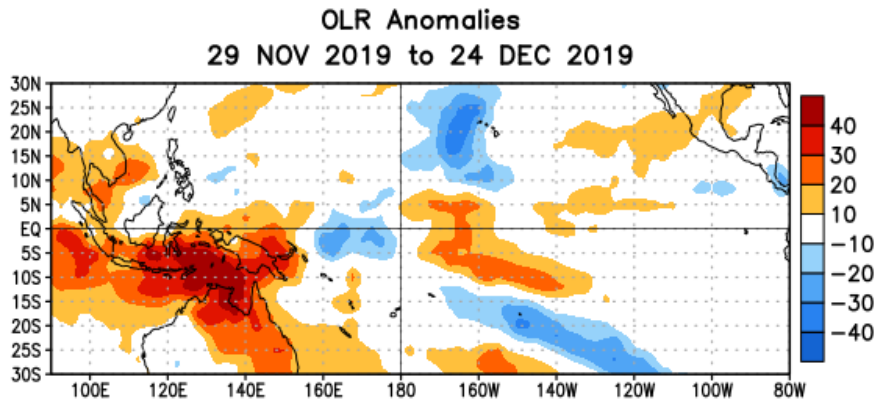 OLR Anomalies
29 NOV 2019 to 24 DEC 2019
30N
25N
20N
15N
10N
5N
EQ
5S
10S
15S
20S
25S
30S
100E 120E 140E 160E 180 160W 140W 120W 100W 80W
40
30
20
10
−10
−20
−30
−40